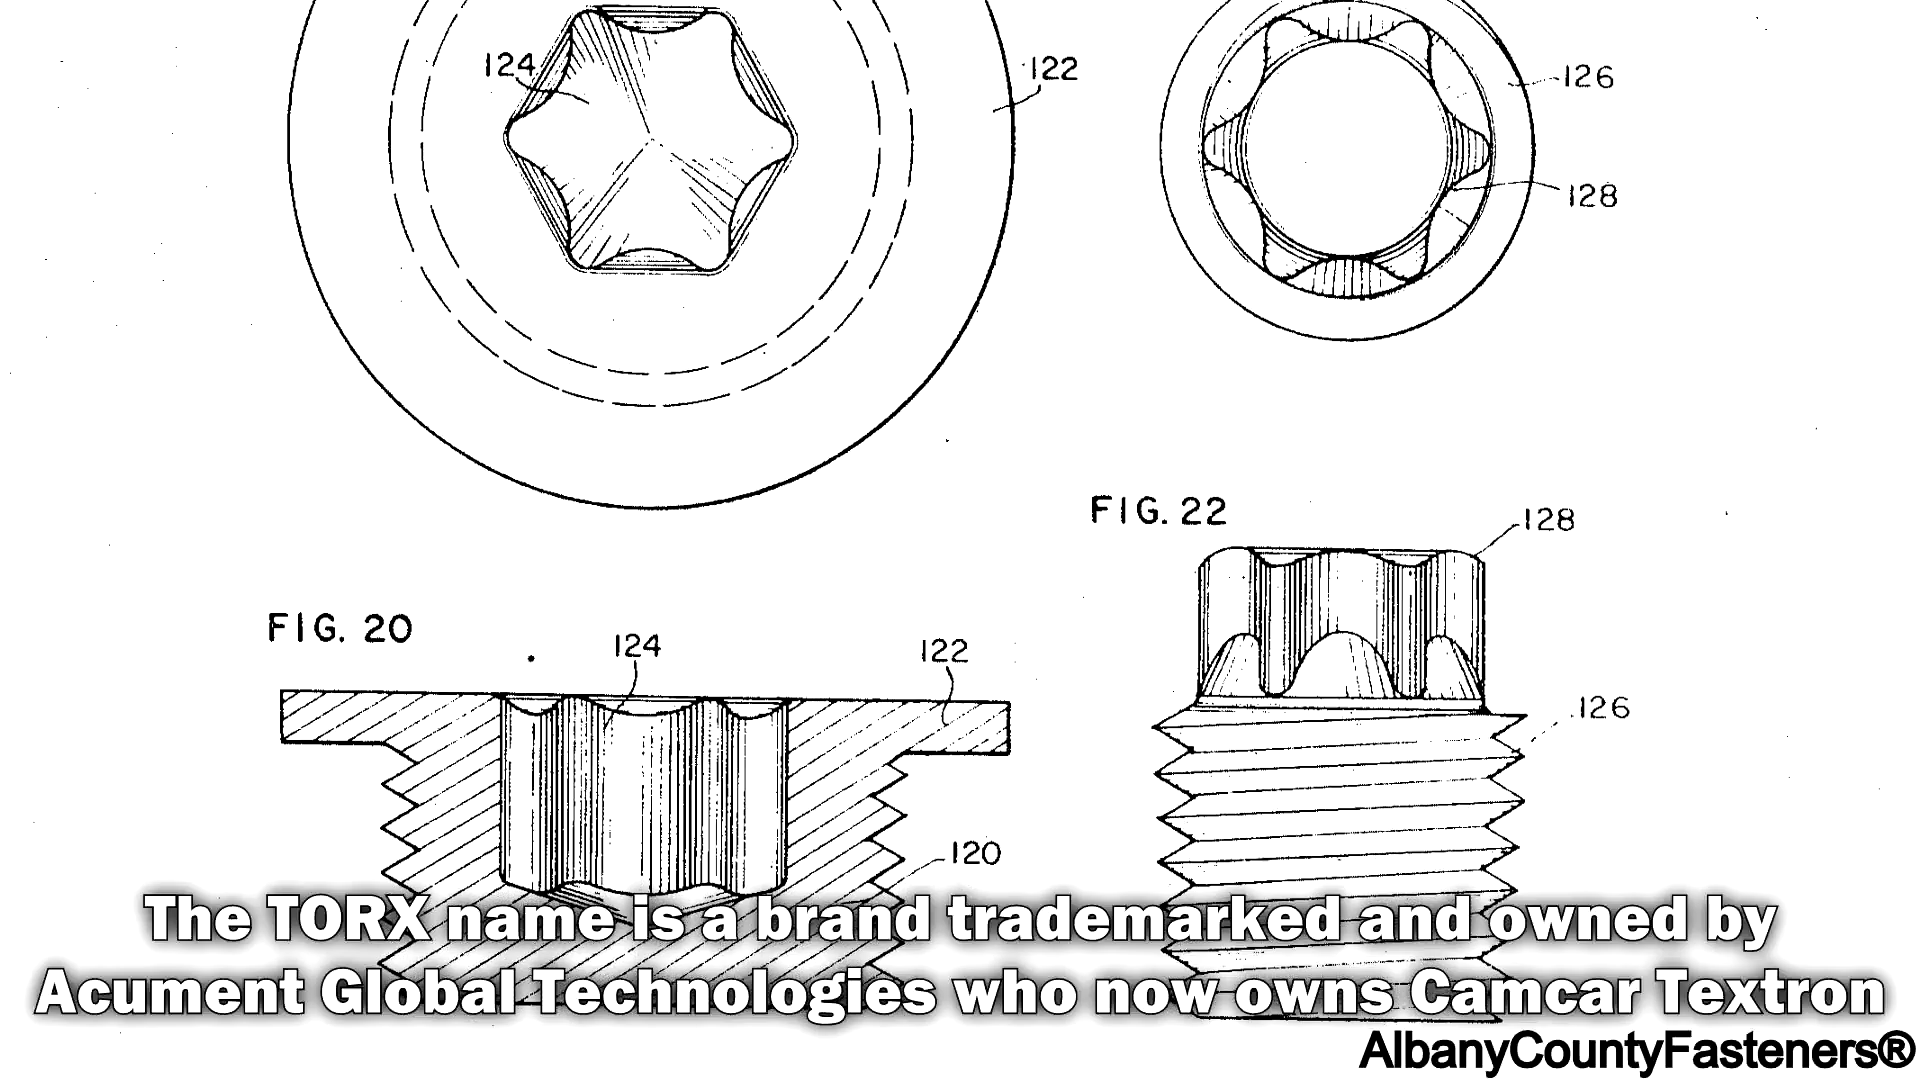 124
122
126
128
FIG. 22
128
FIG. 20
124
122
126
120
The TORX name is a brand trademarked and owned by
Acument Global Technologies who now owns Camcar Textron
AlbanyCountyFasteners®